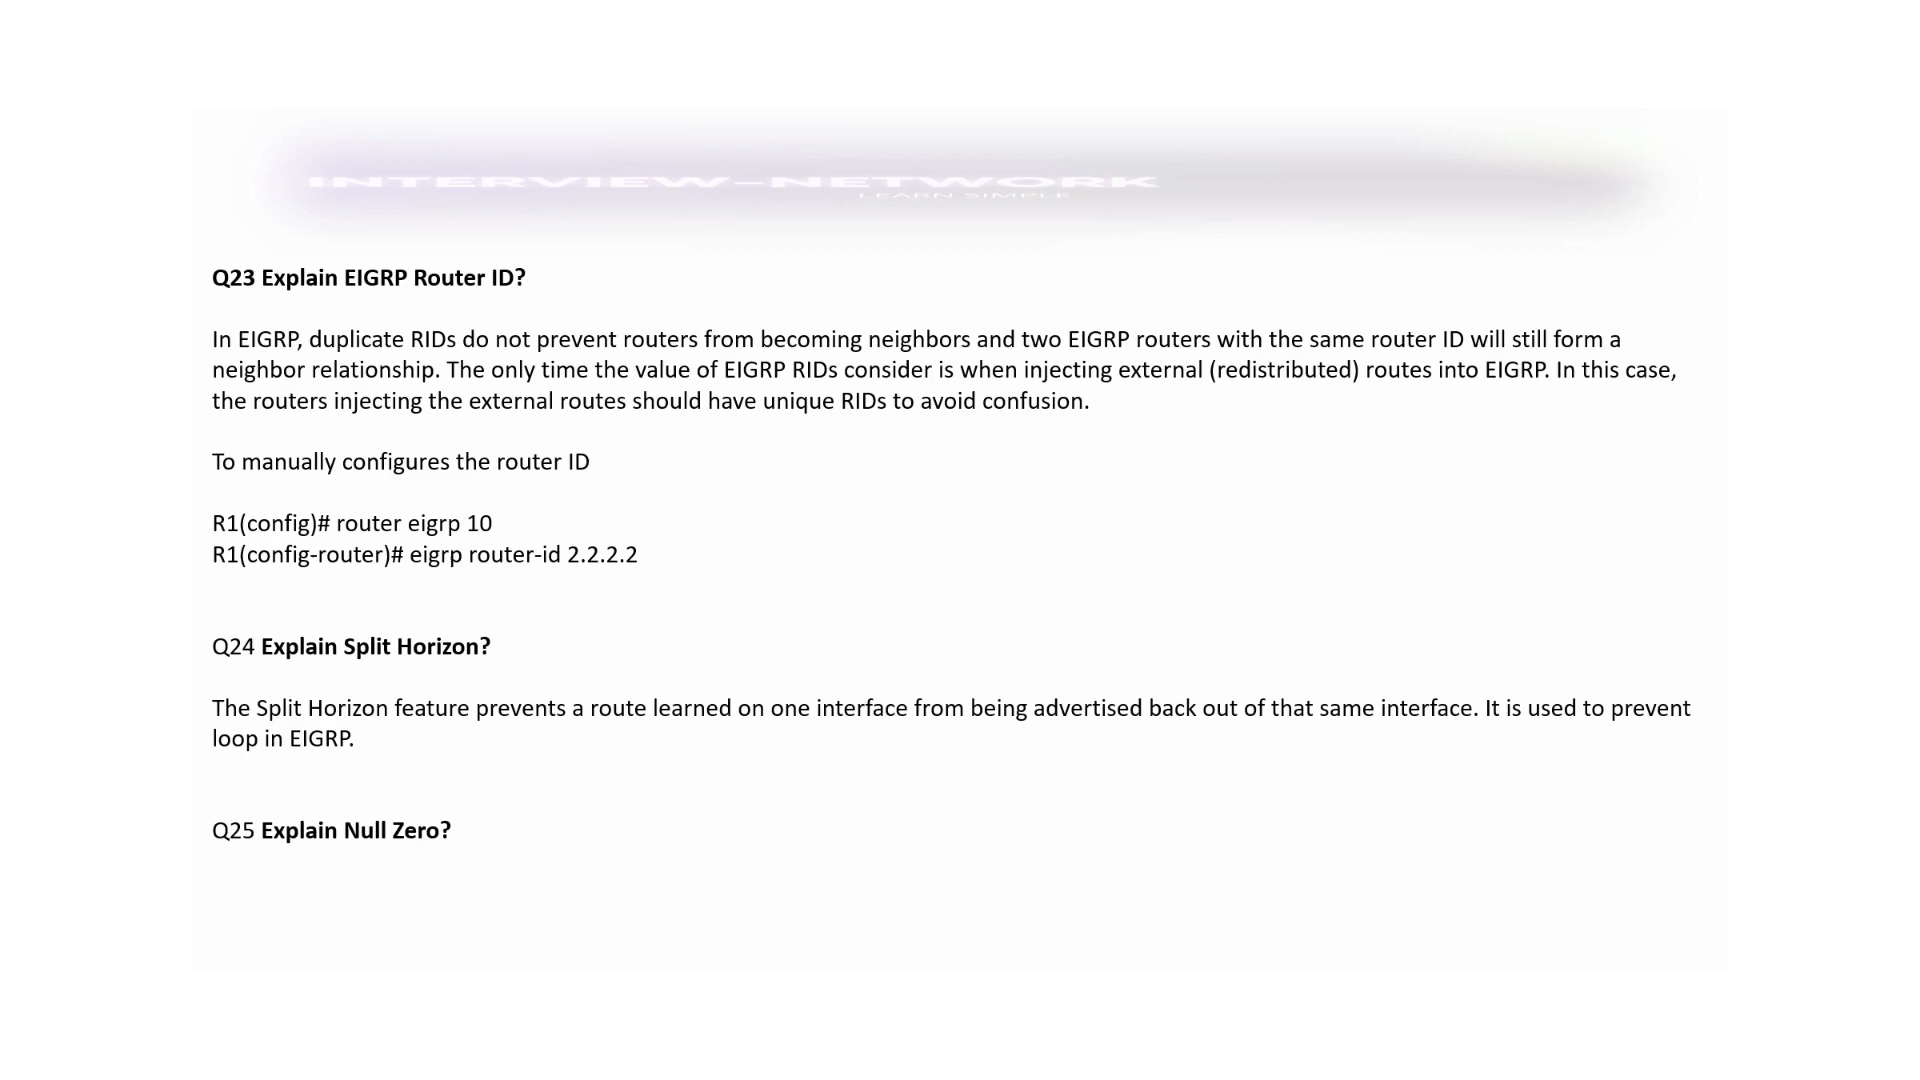 INTERVIEW-NETWORK
LEARN SIMPLE
Q23 Explain EIGRP Router ID?
In EIGRP, duplicate RIDs do not prevent routers from becoming neighbors and two EIGRP routers with the same router ID will still form a
neighbor relationship. The only time the value of EIGRP RIDs consider is when injecting external (redistributed) routes into EIGRP. In this case,
the routers injecting the external routes should have unique RIDs to avoid confusion.
To manually configures the router ID
R1(config)# router eigrp 10
R1(config-router)# eigrp router-id 2.2.2.2
Q24 Explain Split Horizon?
The Split Horizon feature prevents a route learned on one interface from being advertised back out of that same interface. It is used to prevent
loop in EIGRP.
Q25 Explain Null Zero?